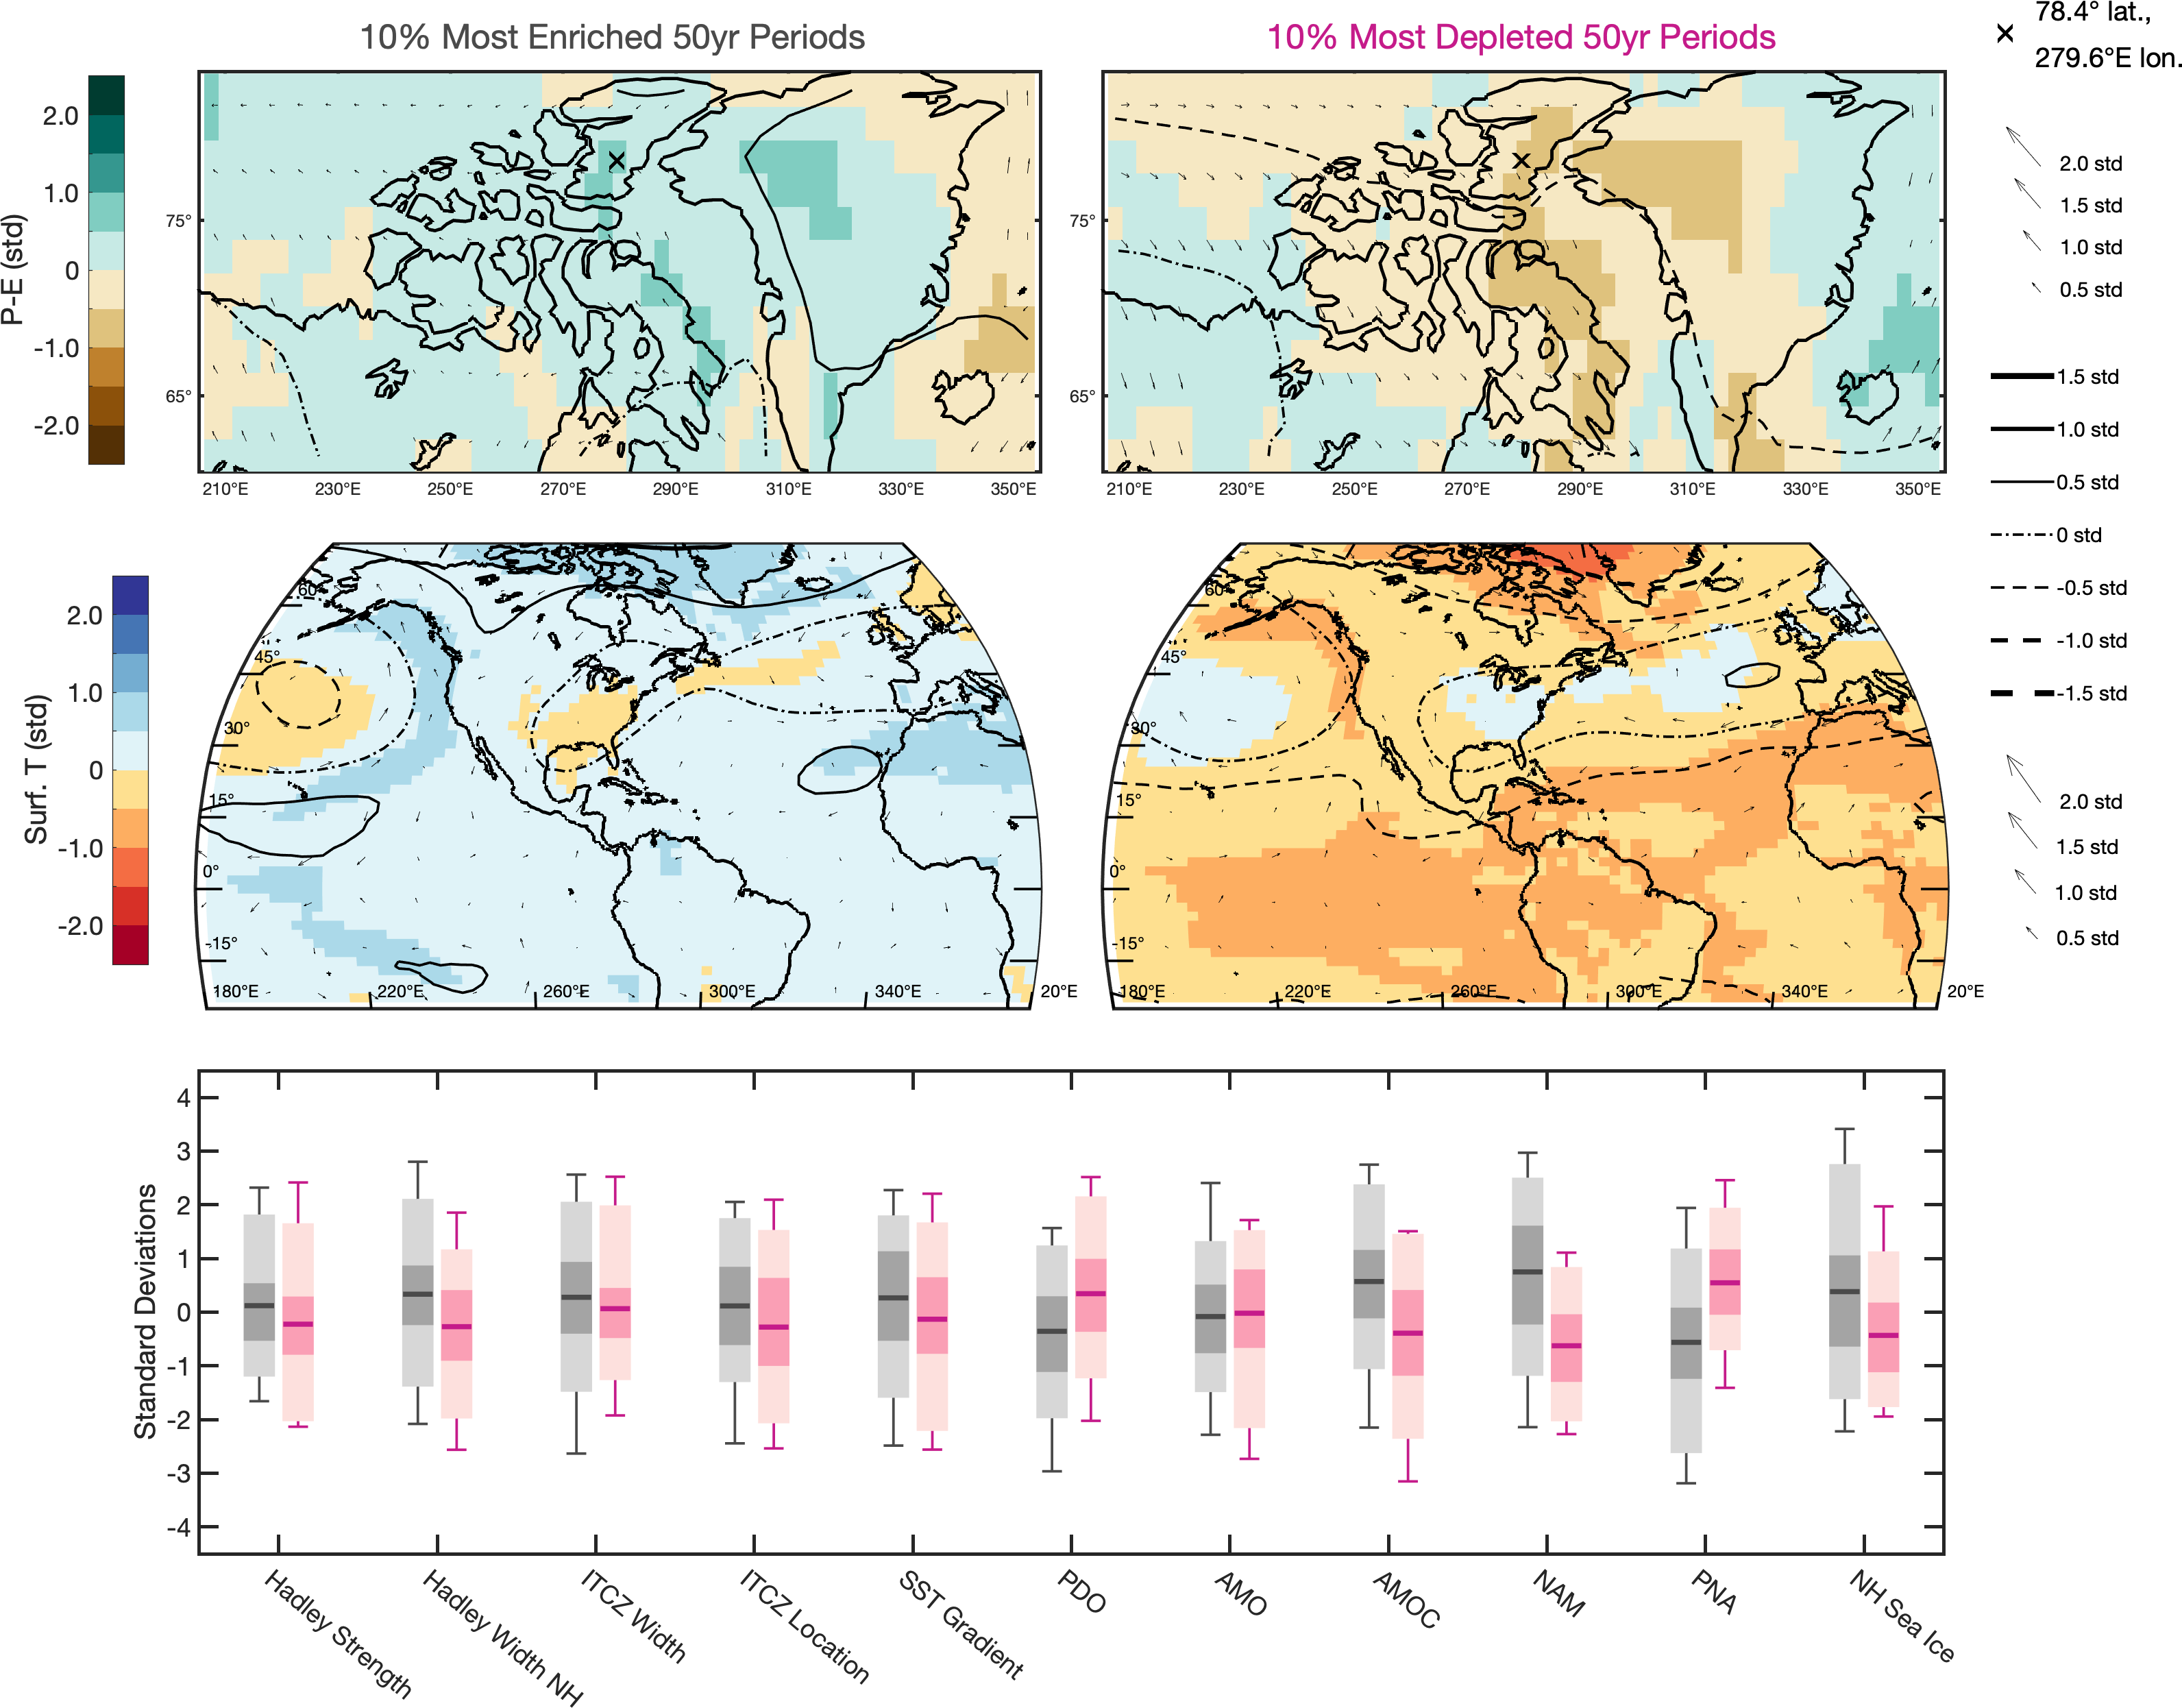 10% Most Enriched 50yr Periods
10% Most Depleted 50yr Periods
78.4° lat.,
279.6°E lon.
P-E (std)
2.0
1.0
0
-1.0
-2.0
75°
65°
210°E 230°E 250°E 270°E 290°E 310°E 330°E 350°E
75°
65°
210°E 230°E 250°E 270°E 290°E 310°E 330°E 350°E
2.0 std
1.5 std
1.0 std
0.5 std
1.5 std
1.0 std
0.5 std
0 std
-0.5 std
-1.0 std
-1.5 std
Surf. T (std)
2.0
1.0
0
-1.0
-2.0
60°
45°
30°
15°
0°
-15°
180°E 220°E 260°E 300°E 340°E 20°E
60°
45°
30°
15°
0°
-15°
180°E 220°E 260°E 300°E 340°E 20°E
2.0 std
1.5 std
1.0 std
0.5 std
Standard Deviations
4
3
2
1
0
-1
-2
-3
-4
Hadley Strength
Hadley Width NH
ITCZ Width
ITCZ Location
SST Gradient
PDO
AMO
AMOC
NAM
PNA
NH Sea Ice